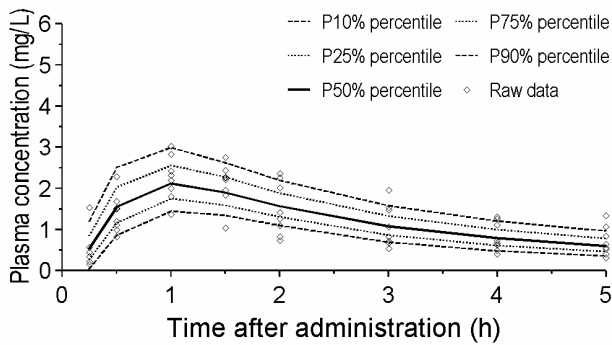 Plasma concentration (mg/L)
6
5
4
3
2
1
0
P10% percentile
P75% percentile
P25% percentile
P90% percentile
P50% percentile
Raw data
0
1
2
3
4
5
Time after administration (h)